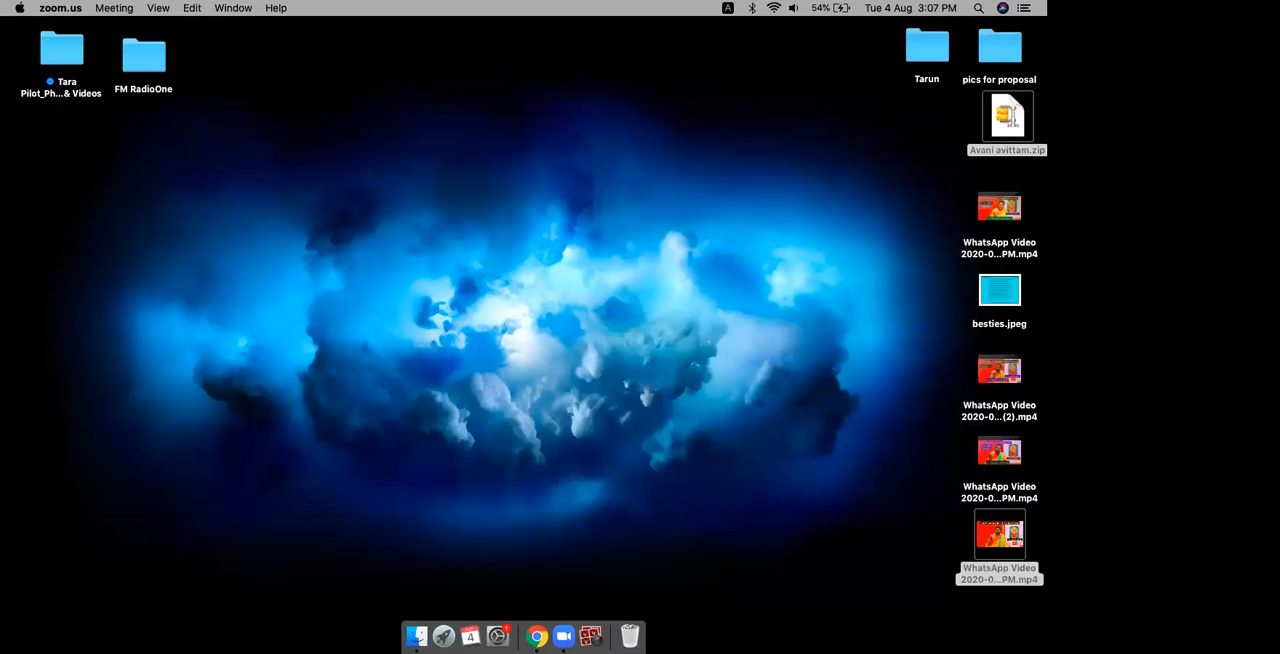 zoom.us Meeting View Edit Window Help A 54% Tue 4 Aug 3:07 PM
Tara
Pilot_Ph...& Videos
FM RadioOne
Tarun
pics for proposal
Avani avittam.zip
WhatsApp Video
2020-0...PM.mp4
besties.jpeg
WhatsApp Video
2020-0...(2).mp4
WhatsApp Video
2020-0...PM.mp4
WhatsApp Video
2020-0...PM.mp4
4